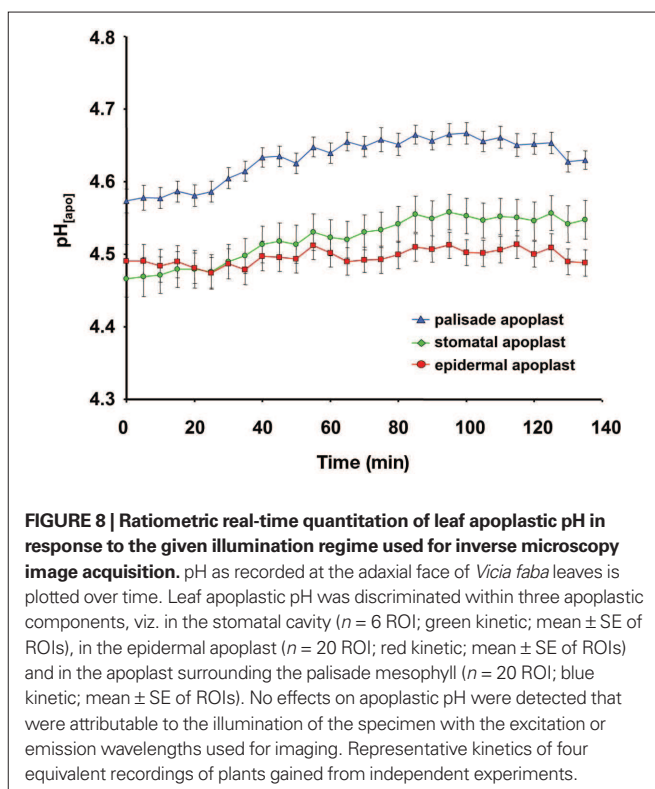 4.8
4.7
4.6
4.5
4.4
4.3
pH[apo]
palisade apoplast
stomatal apoplast
epidermal apoplast
0 20 40 60 80 100 120 140
Time (min)
FIGURE 8 | Ratiometric real-time quantitation of leaf apoplastic pH in
response to the given illumination regime used for inverse microscopy
image acquisition. pH as recorded at the adaxial face of Vicia faba leaves is
plotted over time. Leaf apoplastic pH was discriminated within three apoplastic
components, viz. in the stomatal cavity (n = 6 ROI; green kinetic; mean ± SE of
ROIs), in the epidermal apoplast (n = 20 ROI; red kinetic; mean ± SE of ROIs)
and in the apoplast surrounding the palisade mesophyll (n = 20 ROI; blue
kinetic; mean ± SE of ROIs). No effects on apoplastic pH were detected that
were attributable to the illumination of the specimen with the excitation or
emission wavelengths used for imaging. Representative kinetics of four
equivalent recordings of plants gained from independent experiments.